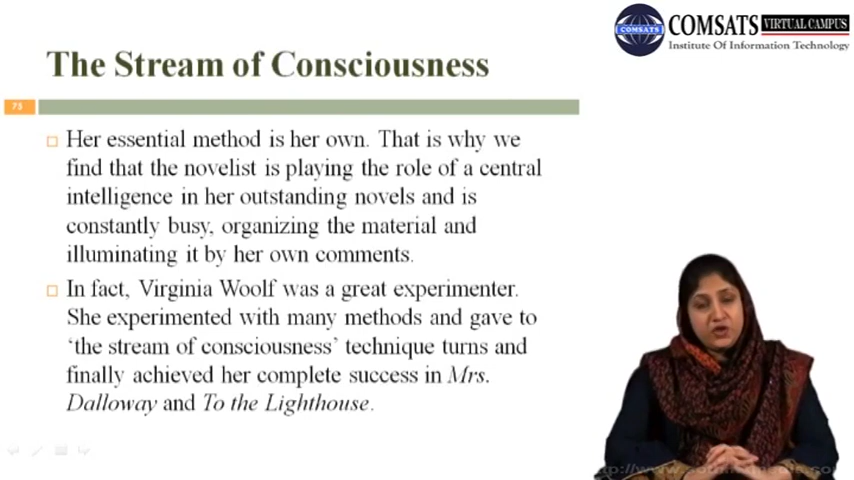 COMSATS VIRTUAL CAMPUS
COMSATS
Institute Of Information Technology
The Stream of Consciousness
75
Her essential method is her own. That is why we
find that the novelist is playing the role of a central
intelligence in her outstanding novels and is
constantly busy, organizing the material and
illuminating it by her own comments.
In fact, Virginia Woolf was a great experimenter.
She experimented with many methods and gave to
‘the stream of consciousness’ technique turns and
finally achieved her complete success in Mrs.
Dalloway and To the Lighthouse.